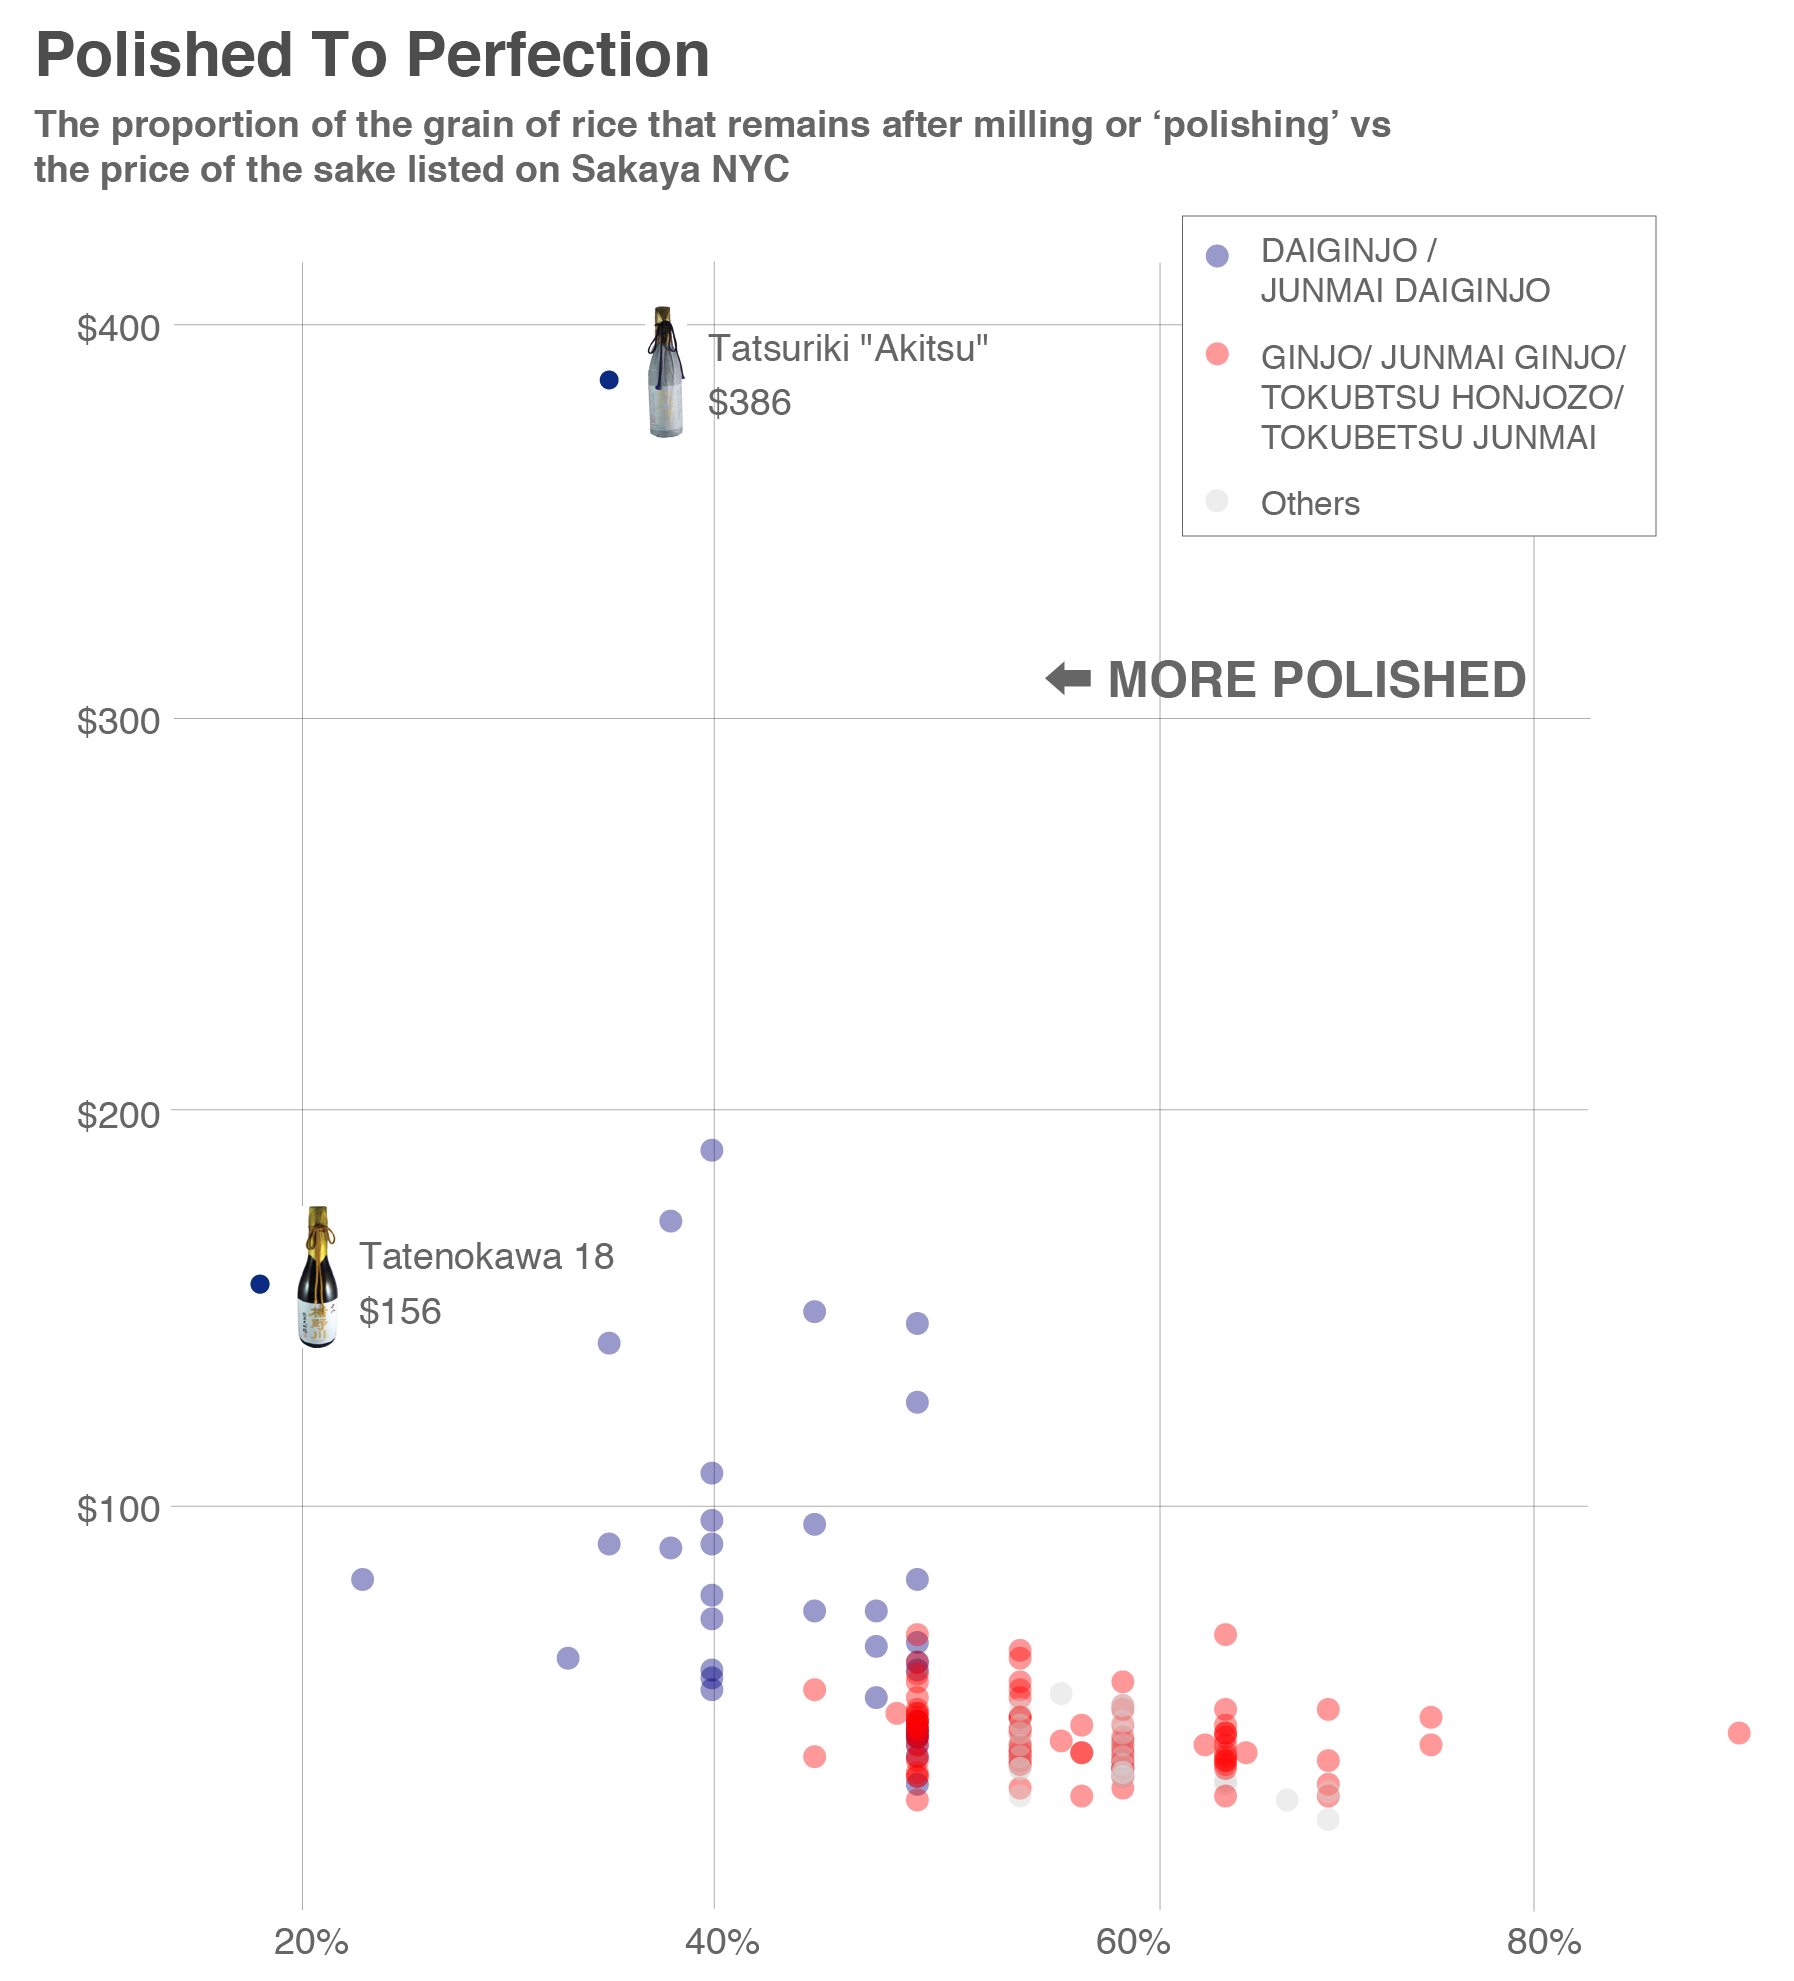 Polished To Perfection
The proportion of the grain of rice that remains after milling or ‘polishing’ vs
the price of the sake listed on Sakaya NYC
DAIGINJO /
JUNMAI DAIGINJO
GINJO/ JUNMAI GINJO/
TOKUBTSU HONJOZO/
TOKUBETSU JUNMAI
Others
$400
Tatsuriki "Akitsu"
$386
MORE POLISHED
$300
$200
Tatenokawa 18
$156
$100
20%
40%
60%
80%